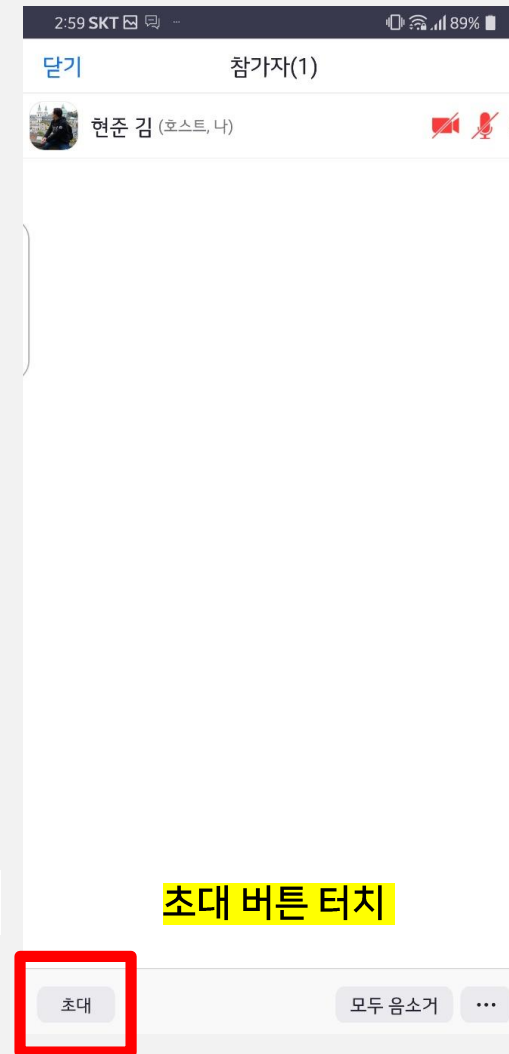 2:59 SKT 89%
닫기 참가자(1)
현준 김 (호스트, 나)
초대 버튼 터치
초대 모두 음소거 ...